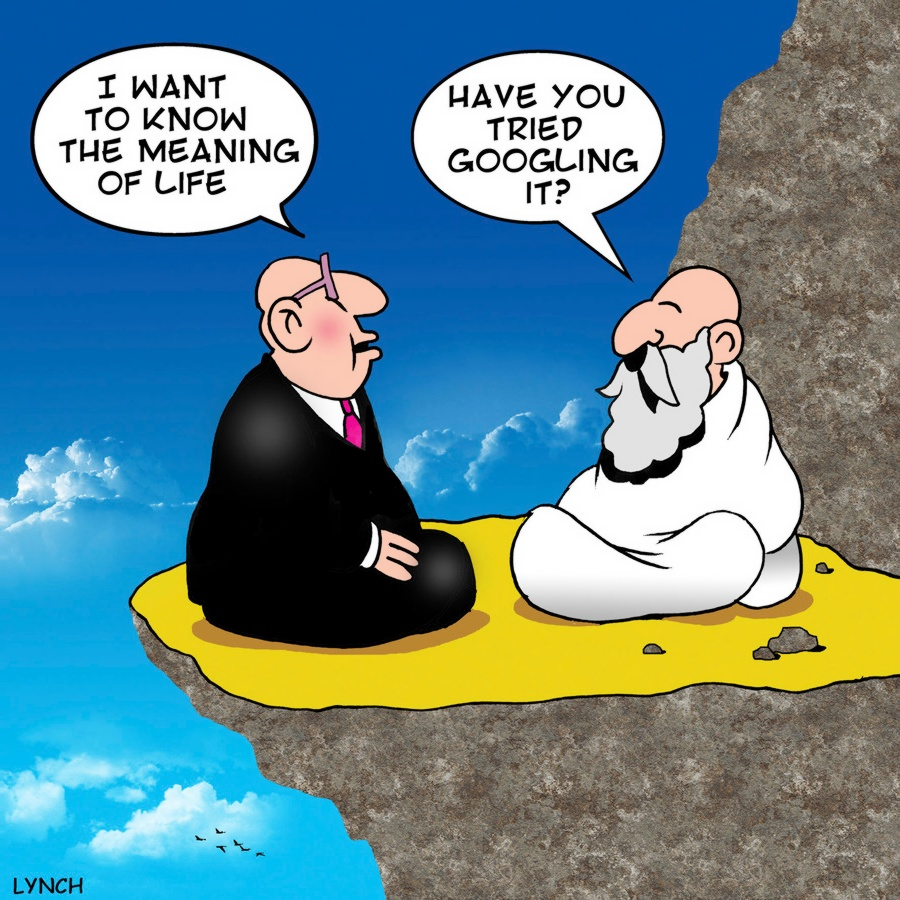 I WANT
TO KNOW
THE MEANING
OF LIFE
HAVE YOU
TRIED
GOOGLING
IT?
LYNCH